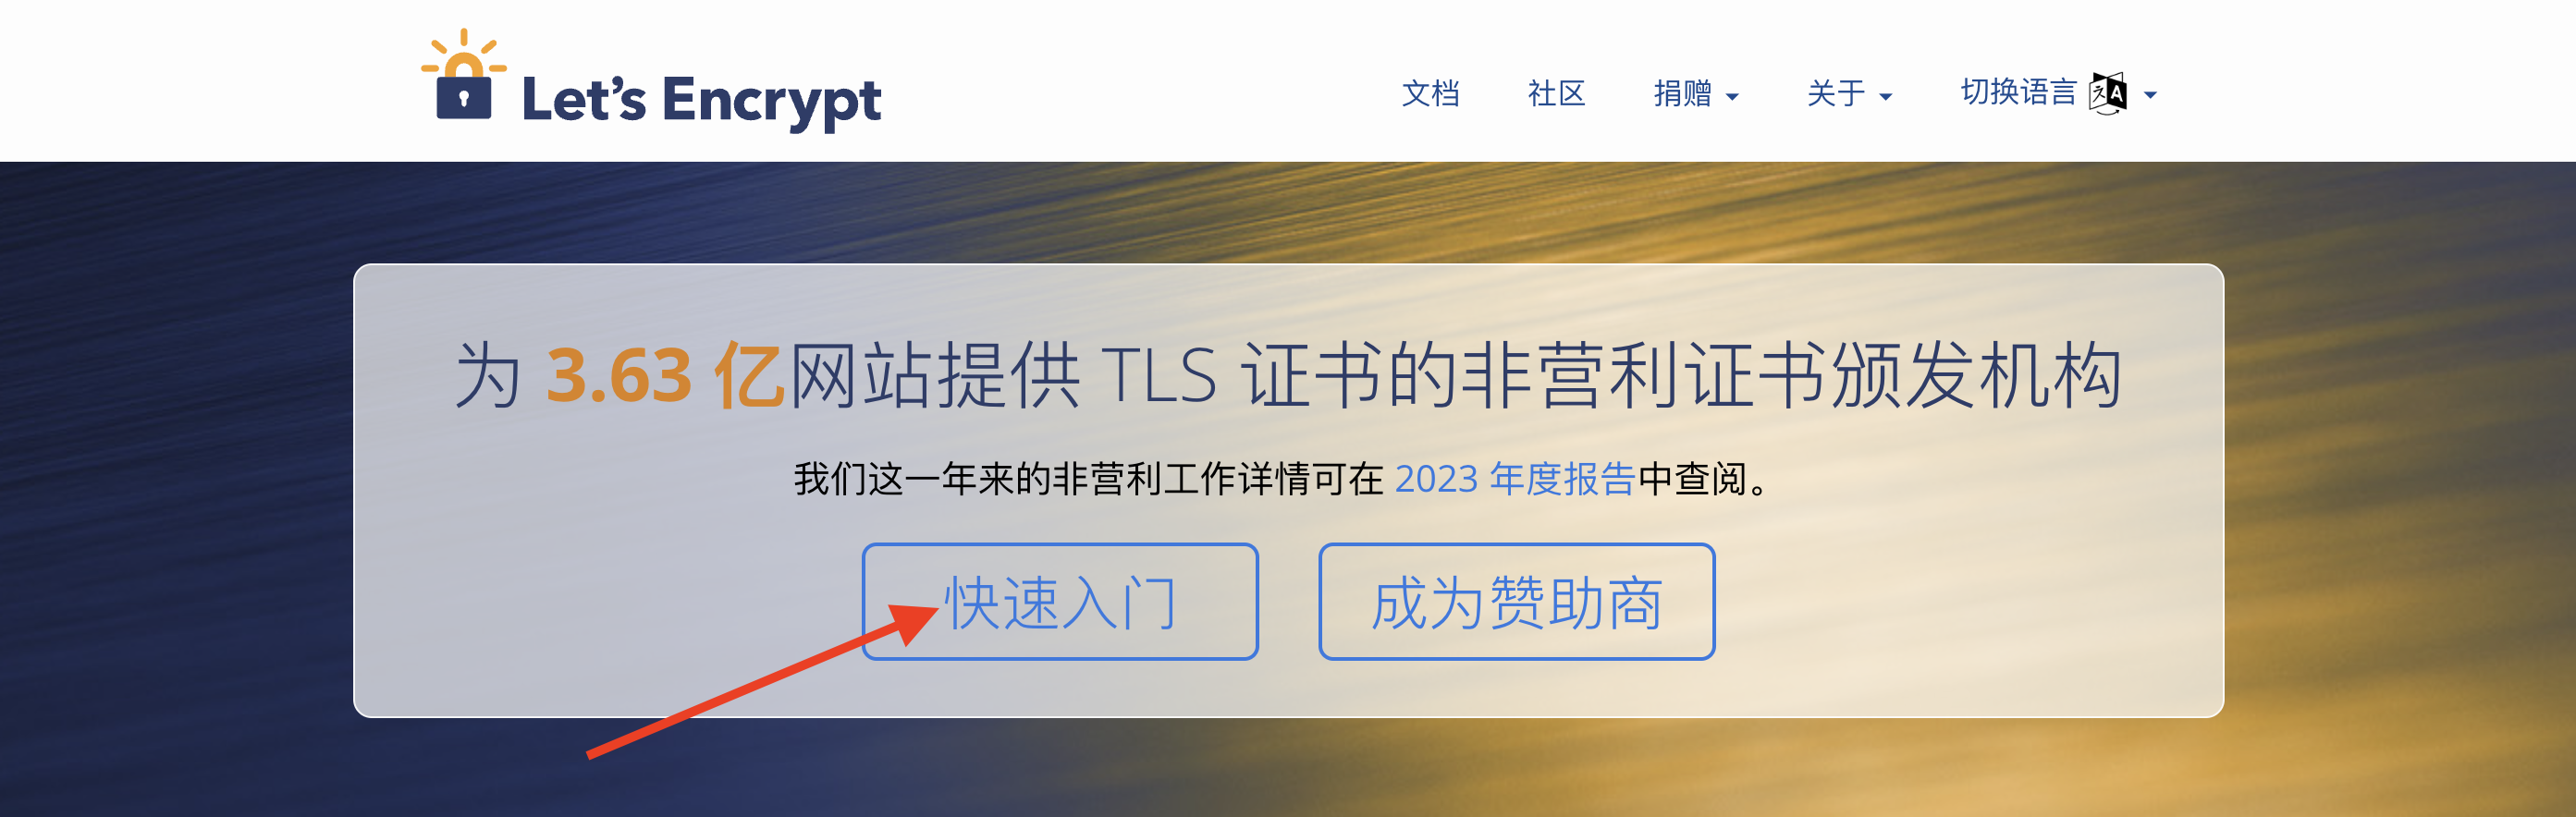 Let's Encrypt
文档 社区 捐赠 关于 切换语言
为 3.63 亿网站提供 TLS 证书的非营利证书颁发机构
我们这一年来的非营利工作详情可在 2023 年度报告中查阅。
快速入门 成为赞助商